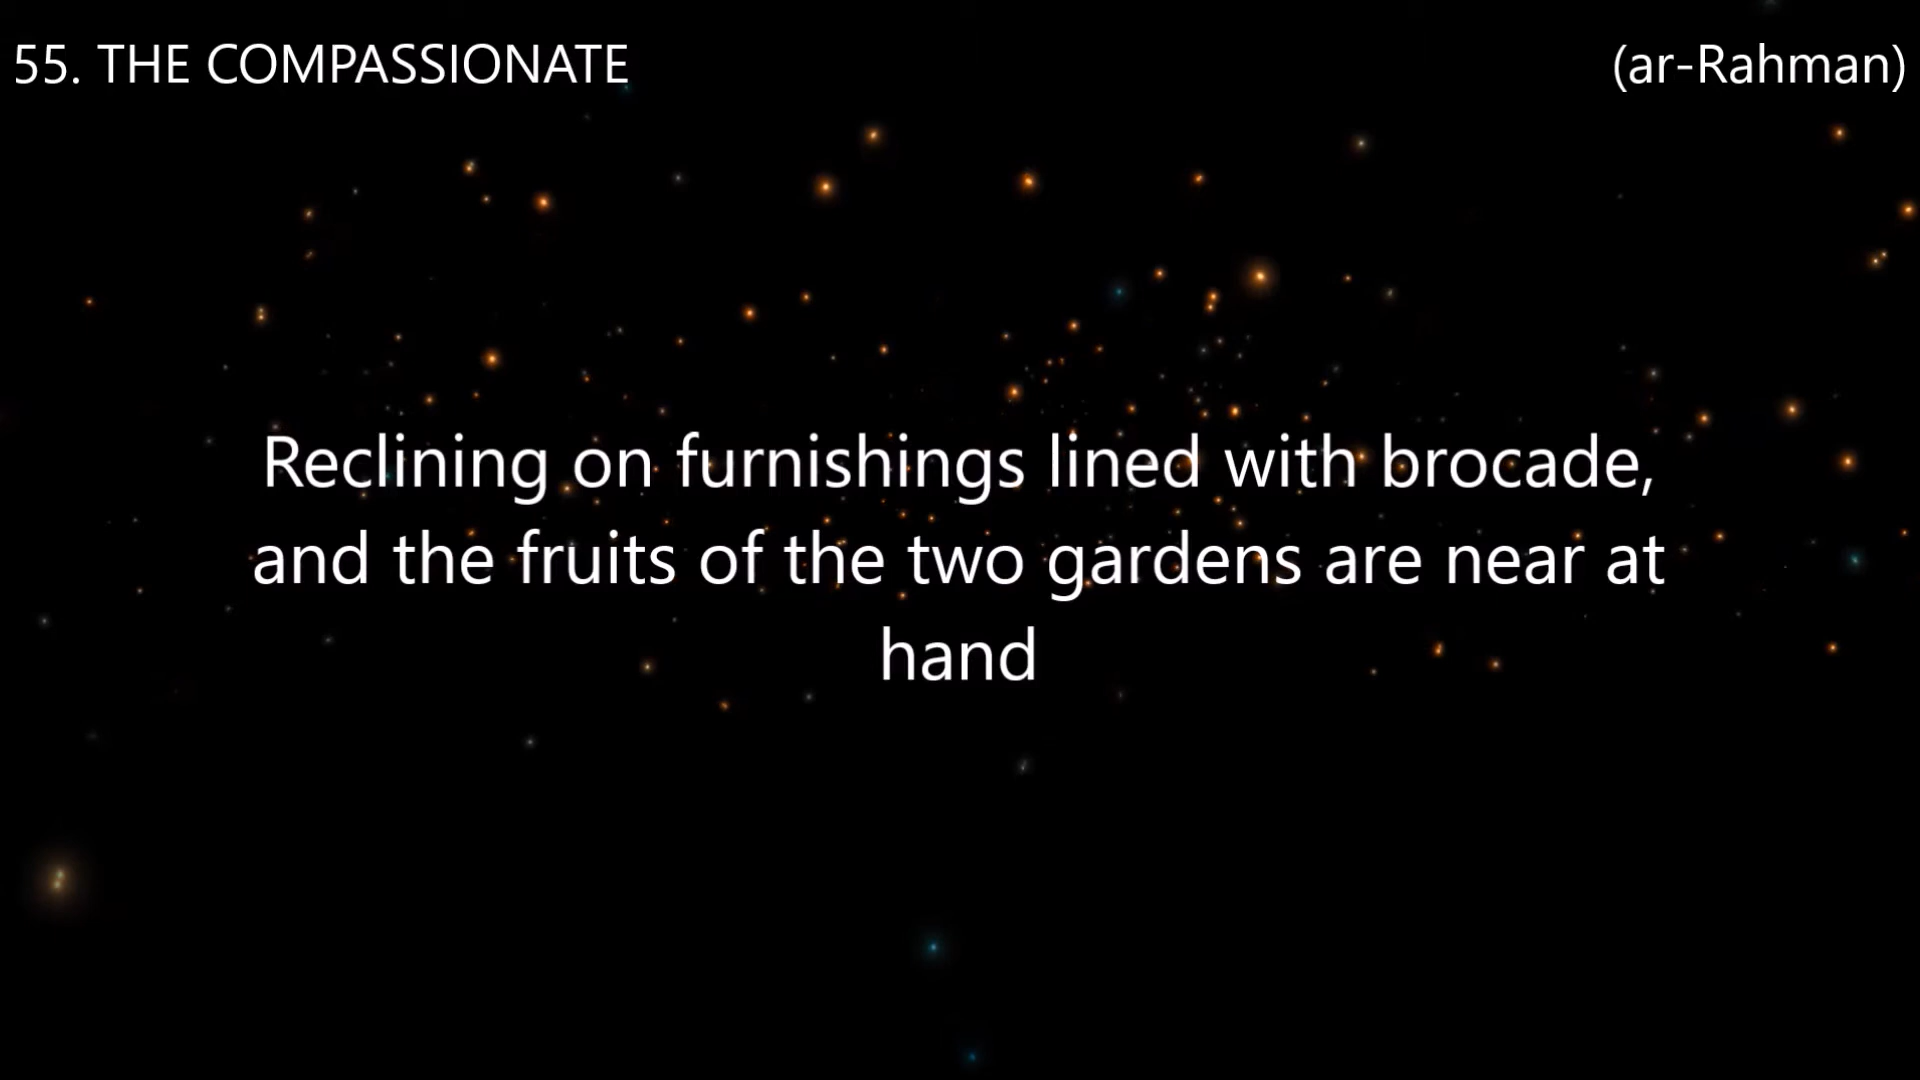 55. THE COMPASSIONATE (ar-Rahman)
Reclining on furnishings lined with brocade,
and the fruits of the two gardens are near at
hand